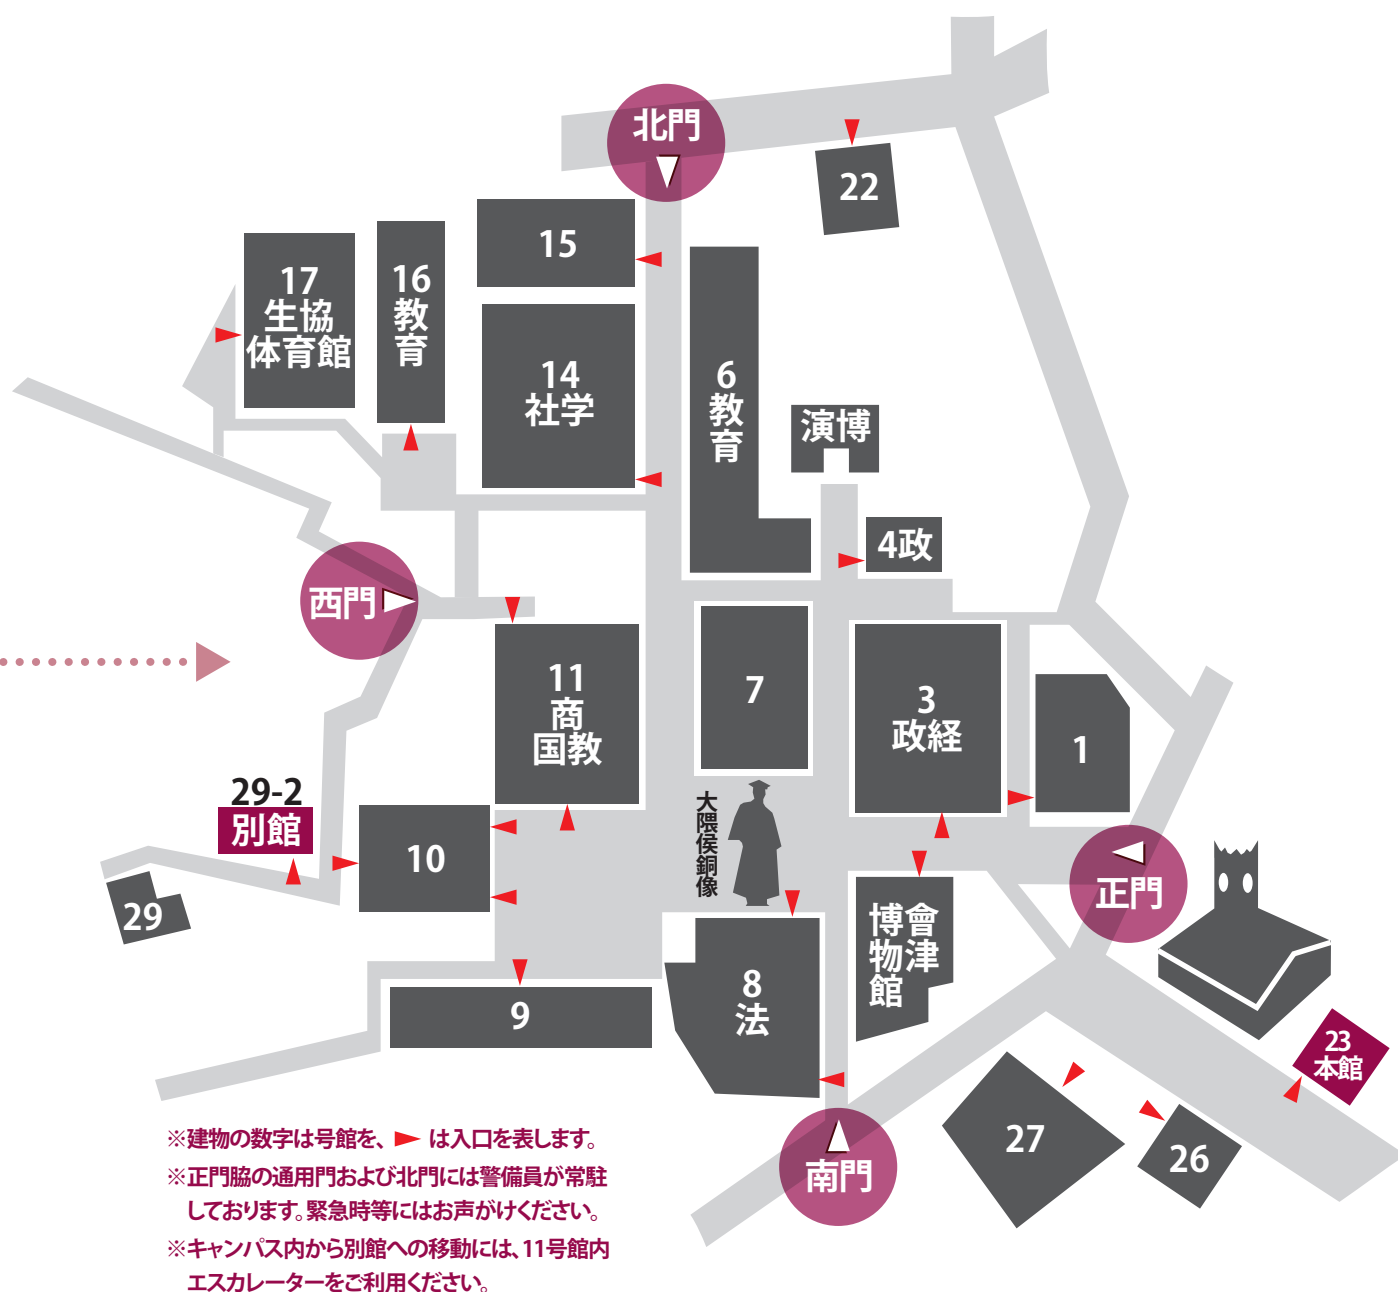 北門
22
15
17
生協
体育館
16
教育
14
社学
6
教育
演博
4政
西門
11
商
国教
7
3
政経
1
29-2
別館
10
大隈侯銅像
正門
29
會津
博物館
8
法
9
23
本館
27
26
南門
※建物の数字は号館を、 は入口を表します。
※正門脇の通用門および北門には警備員が常駐
しております。緊急時等にはお声がけください。
※キャンパス内から別館への移動には、11号館内
エスカレーターをご利用ください。